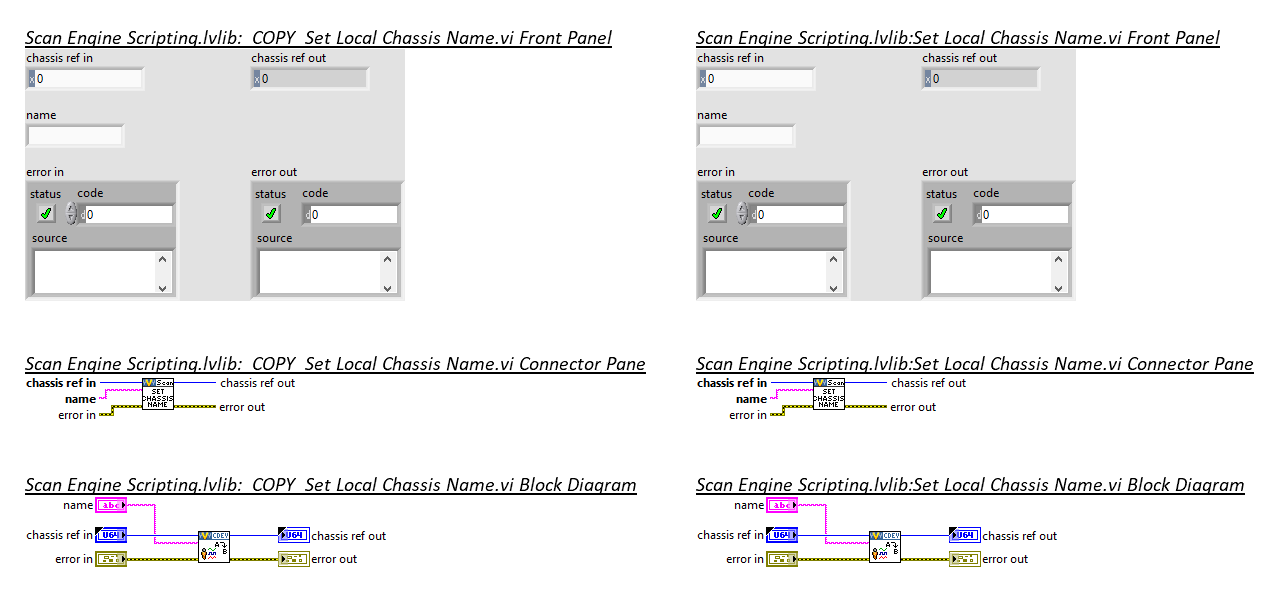 Scan Engine Scripting.lvlib:_COPY_Set Local Chassis Name.vi Front Panel
chassis ref in
chassis ref out
x 0
x 0
name
error in
error out
status
code
status
code
d 0
d 0
source
source
Scan Engine Scripting.lvlib:Set Local Chassis Name.vi Front Panel
chassis ref in
chassis ref out
x 0
x 0
name
error in
error out
status
code
status
code
d 0
d 0
source
source
Scan Engine Scripting.lvlib:_COPY_Set Local Chassis Name.vi Connector Pane
chassis ref in
chassis ref out
name
error in
error out
Scan
SET
CHASSIS
NAME
Scan Engine Scripting.lvlib:Set Local Chassis Name.vi Connector Pane
chassis ref in
chassis ref out
name
error in
error out
Scan
SET
CHASSIS
NAME
Scan Engine Scripting.lvlib:_COPY_Set Local Chassis Name.vi Block Diagram
name
abc
chassis ref in
U64
CDEV
A
B
U64
chassis ref out
error in
error out
Scan Engine Scripting.lvlib:Set Local Chassis Name.vi Block Diagram
name
abc
chassis ref in
U64
CDEV
A
B
U64
chassis ref out
error in
error out